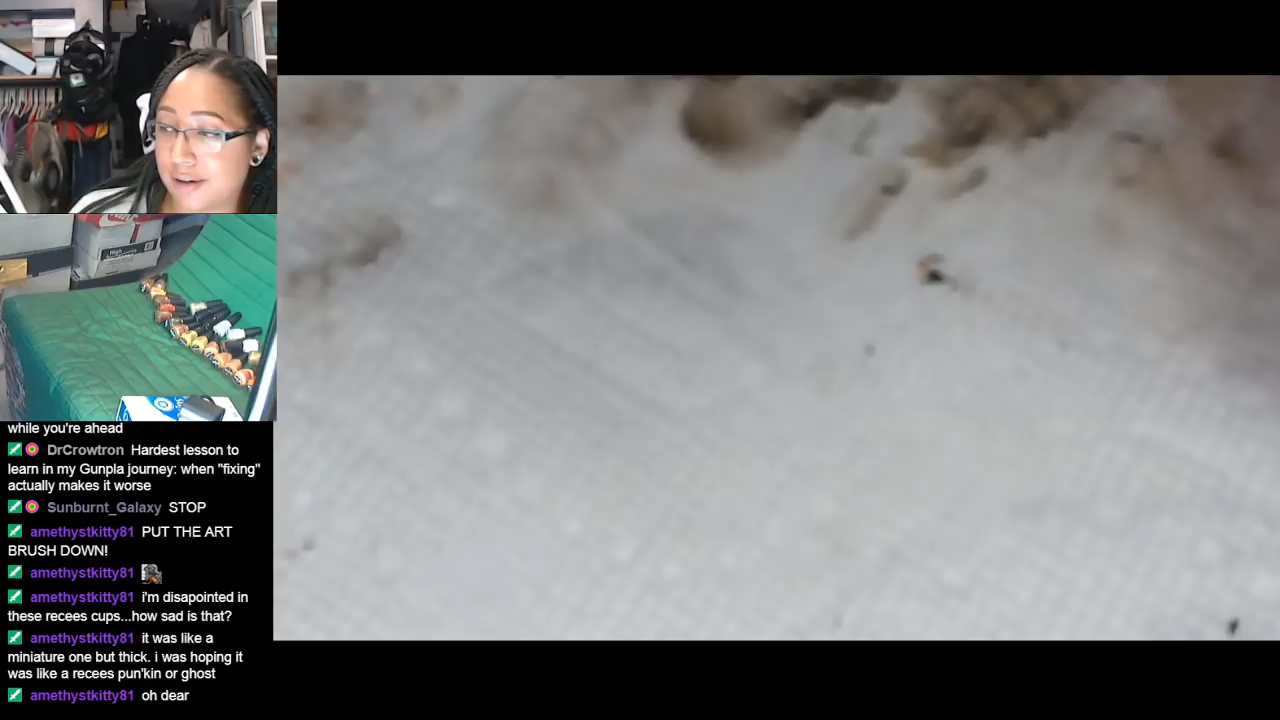 while you're ahead
DrCrowtron Hardest lesson to
learn in my Gunpla journey: when "fixing"
actually makes it worse
Sunburnt_Galaxy STOP
amethystkitty81 PUT THE ART
BRUSH DOWN!
amethystkitty81
amethystkitty81 i'm disapointed in
these recees cups...how sad is that?
amethystkitty81 it was like a
miniature one but thick. i was hoping it
was like a recees pun'kin or ghost
amethystkitty81 oh dear